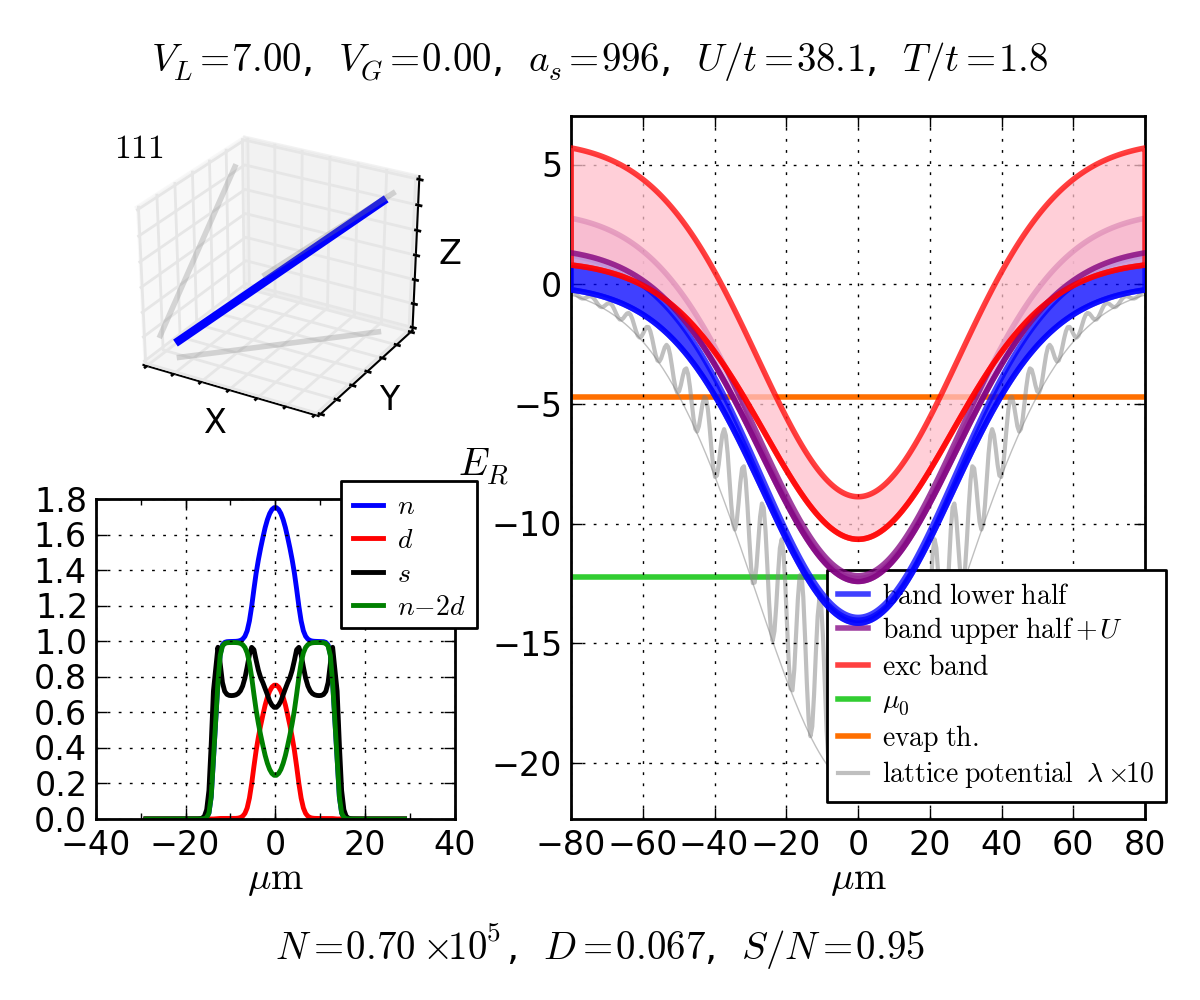 V_L=7.00, V_G=0.00, a_s=996, U/t=38.1, T/t=1.8
111
Z
Y
X
E_R
1.8
1.6
1.4
1.2
1.0
0.8
0.6
0.4
0.2
0.0
−40 −20 0 20 40
μm
n
d
s
n−2d
5
0
−5
−10
−15
−20
−80 −60 −40 −20 0 20 40 60 80
μm
band lower half
band upper half+U
exc band
μ_0
evap th.
lattice potential λ×10
N=0.70×10^5, D=0.067, S/N=0.95